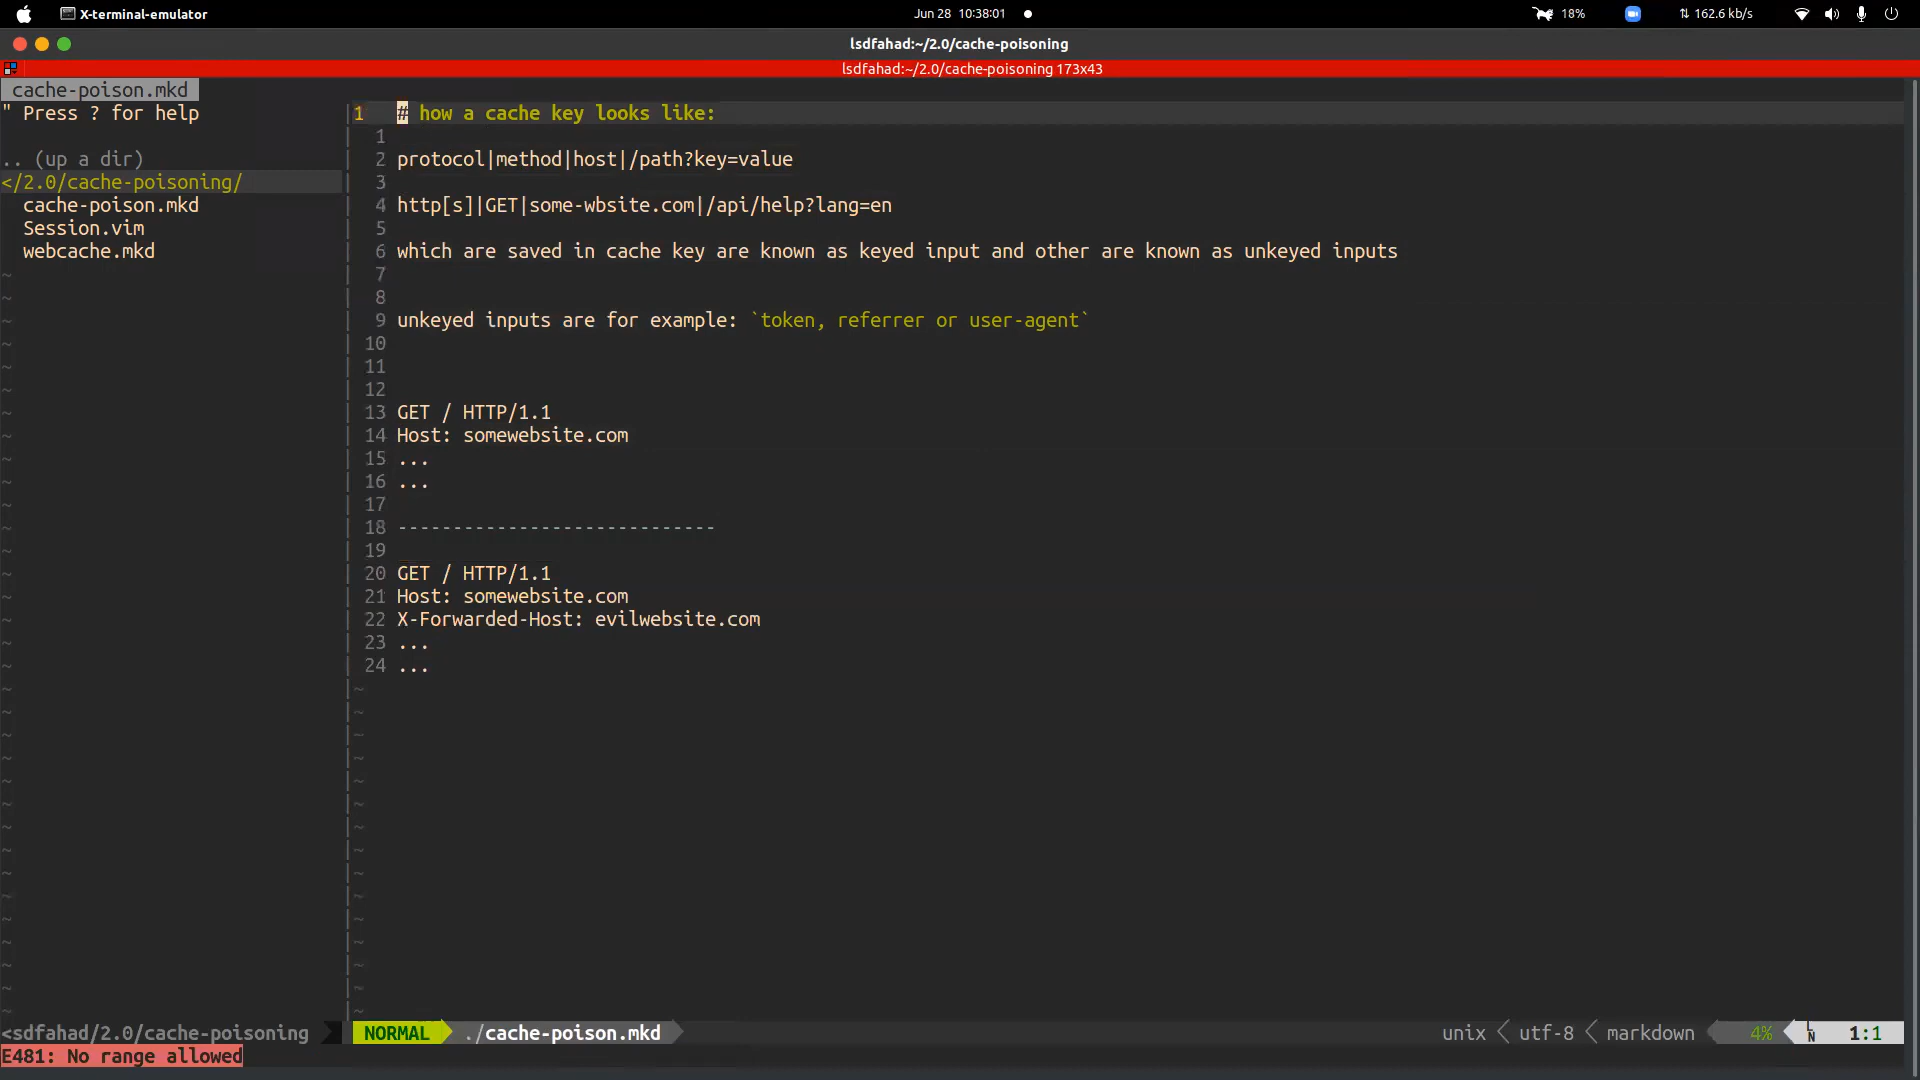 X-terminal-emulator
Jun 28 10:38:01
18%
162.6 kb/s
lsdfahad:~/2.0/cache-poisoning
lsdfahad:~/2.0/cache-poisoning 173x43
cache-poison.mkd
" Press ? for help
.. (up a dir)
</2.0/cache-poisoning/
cache-poison.mkd
Session.vim
webcache.mkd
1 # how a cache key looks like:
1
2 protocol|method|host|/path?key=value
3
4 http[s]|GET|some-wbsite.com|/api/help?lang=en
5
6 which are saved in cache key are known as keyed input and other are known as unkeyed inputs
7
8
9 unkeyed inputs are for example: `token, referrer or user-agent`
10
11
12
13 GET / HTTP/1.1
14 Host: somewebsite.com
15 ...
16 ...
17
18 -----------------------------
19
20 GET / HTTP/1.1
21 Host: somewebsite.com
22 X-Forwarded-Host: evilwebsite.com
23 ...
24 ...
<sdfahad/2.0/cache-poisoning
NORMAL ./cache-poison.mkd
unix utf-8 markdown 4% LN 1:1
E481: No range allowed